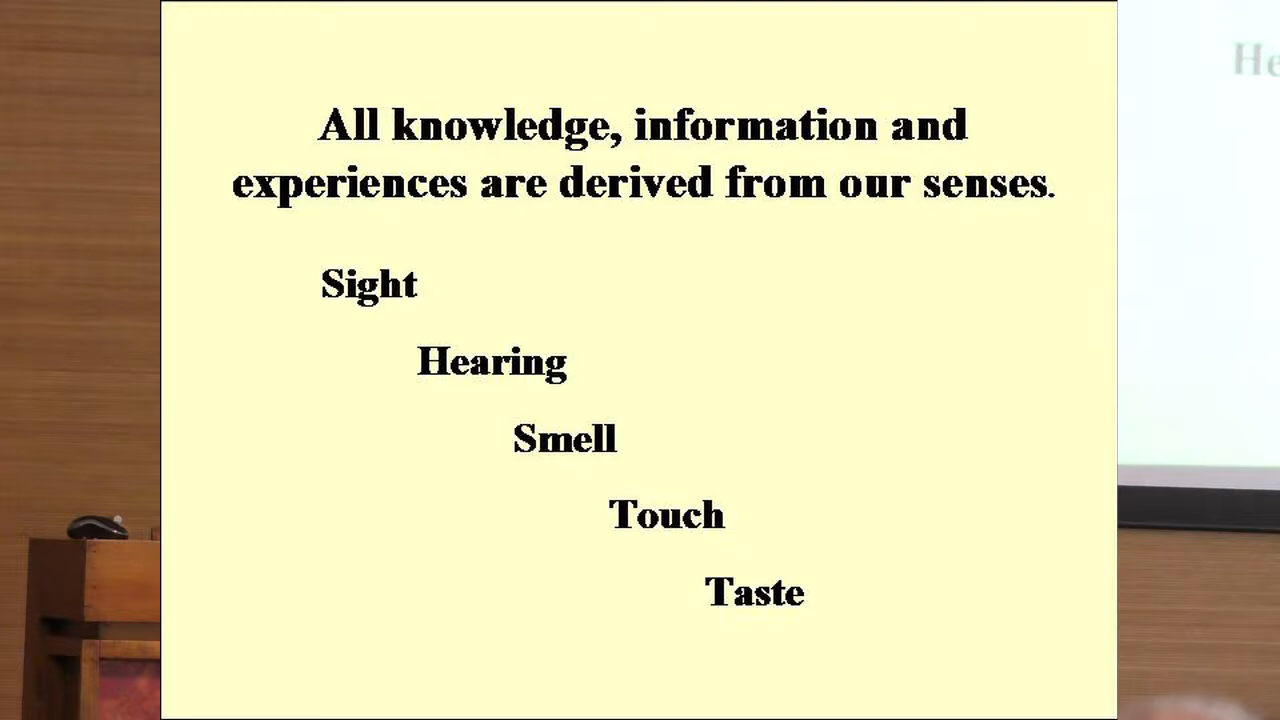 All knowledge, information and
experiences are derived from our senses.
Sight
Hearing
Smell
Touch
Taste